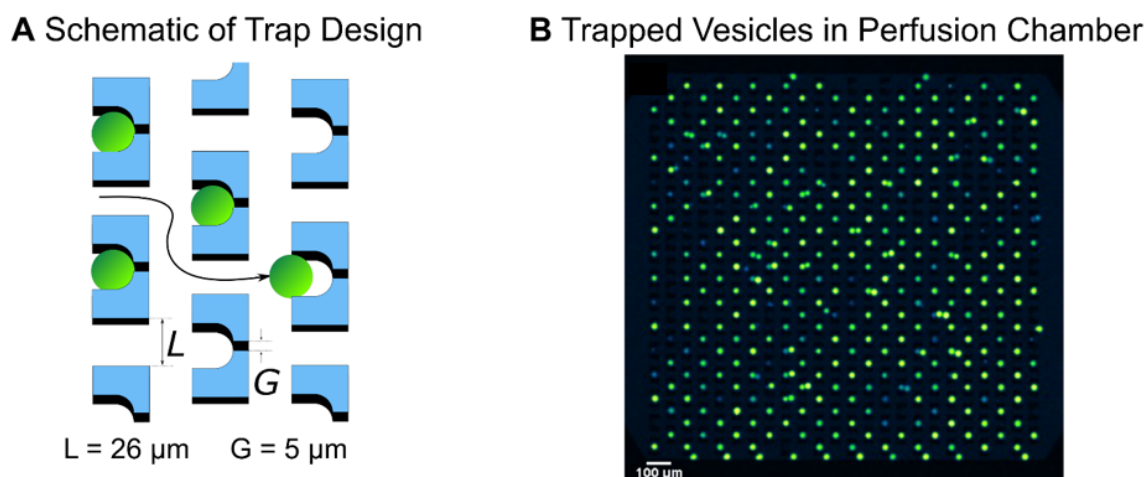 A Schematic of Trap Design
B Trapped Vesicles in Perfusion Chamber
L
G
L = 26 µm G = 5 µm
100 µm